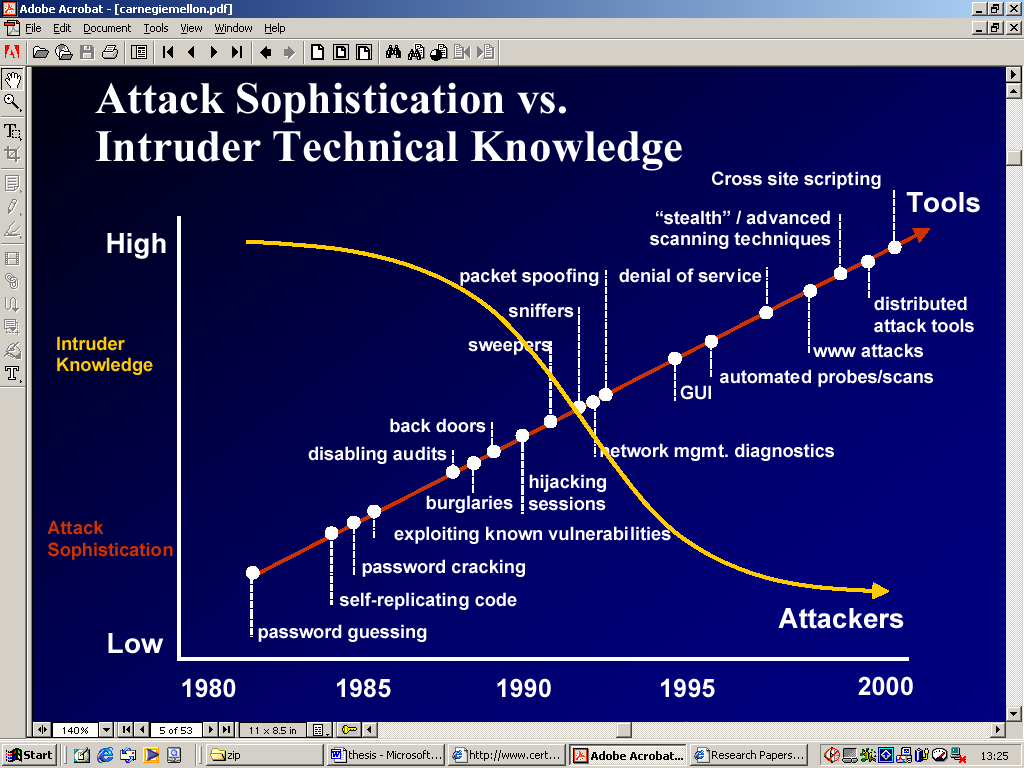 Adobe Acrobat - [carnegiemellon.pdf]
File Edit Document Tools View Window Help
Attack Sophistication vs.
Intruder Technical Knowledge
Cross site scripting
Tools
“stealth” / advanced
scanning techniques
High
packet spoofing
denial of service
sniffers
distributed
attack tools
Intruder
Knowledge
sweepers
www attacks
automated probes/scans
GUI
back doors
disabling audits
network mgmt. diagnostics
hijacking
sessions
burglaries
Attack
Sophistication
exploiting known vulnerabilities
password cracking
self-replicating code
Attackers
password guessing
Low
1980 1985 1990 1995 2000
140% 5 of 53 11 x 8.5 in
Start zip thesis - Microsoft... http://www.cert... Adobe Acrobat... Research Papers... 13:25